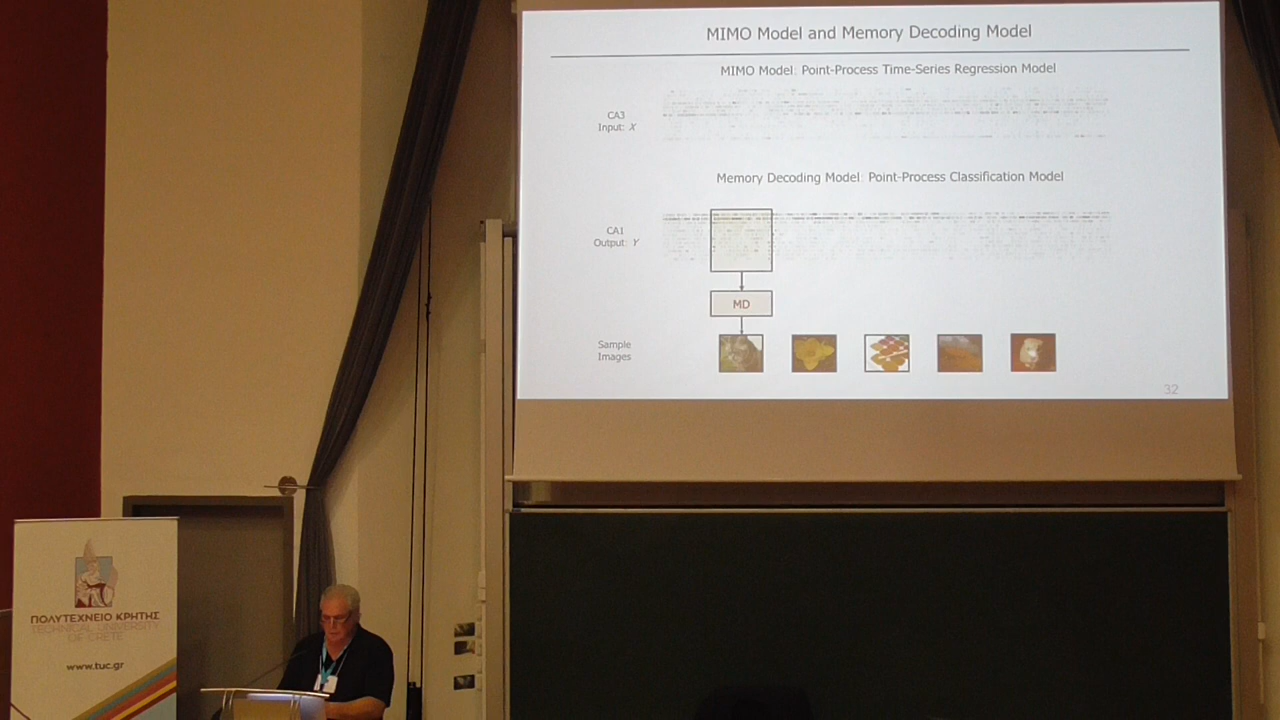 MIMO Model and Memory Decoding Model
MIMO Model: Point-Process Time-Series Regression Model
CA3
Input: X
Memory Decoding Model: Point-Process Classification Model
CA1
Output: Y
MD
Sample
Images
32
ΠΟΛΥΤΕΧΝΕΙΟ ΚΡΗΤΗΣ
TECHNICAL UNIVERSITY
OF CRETE
www.tuc.gr